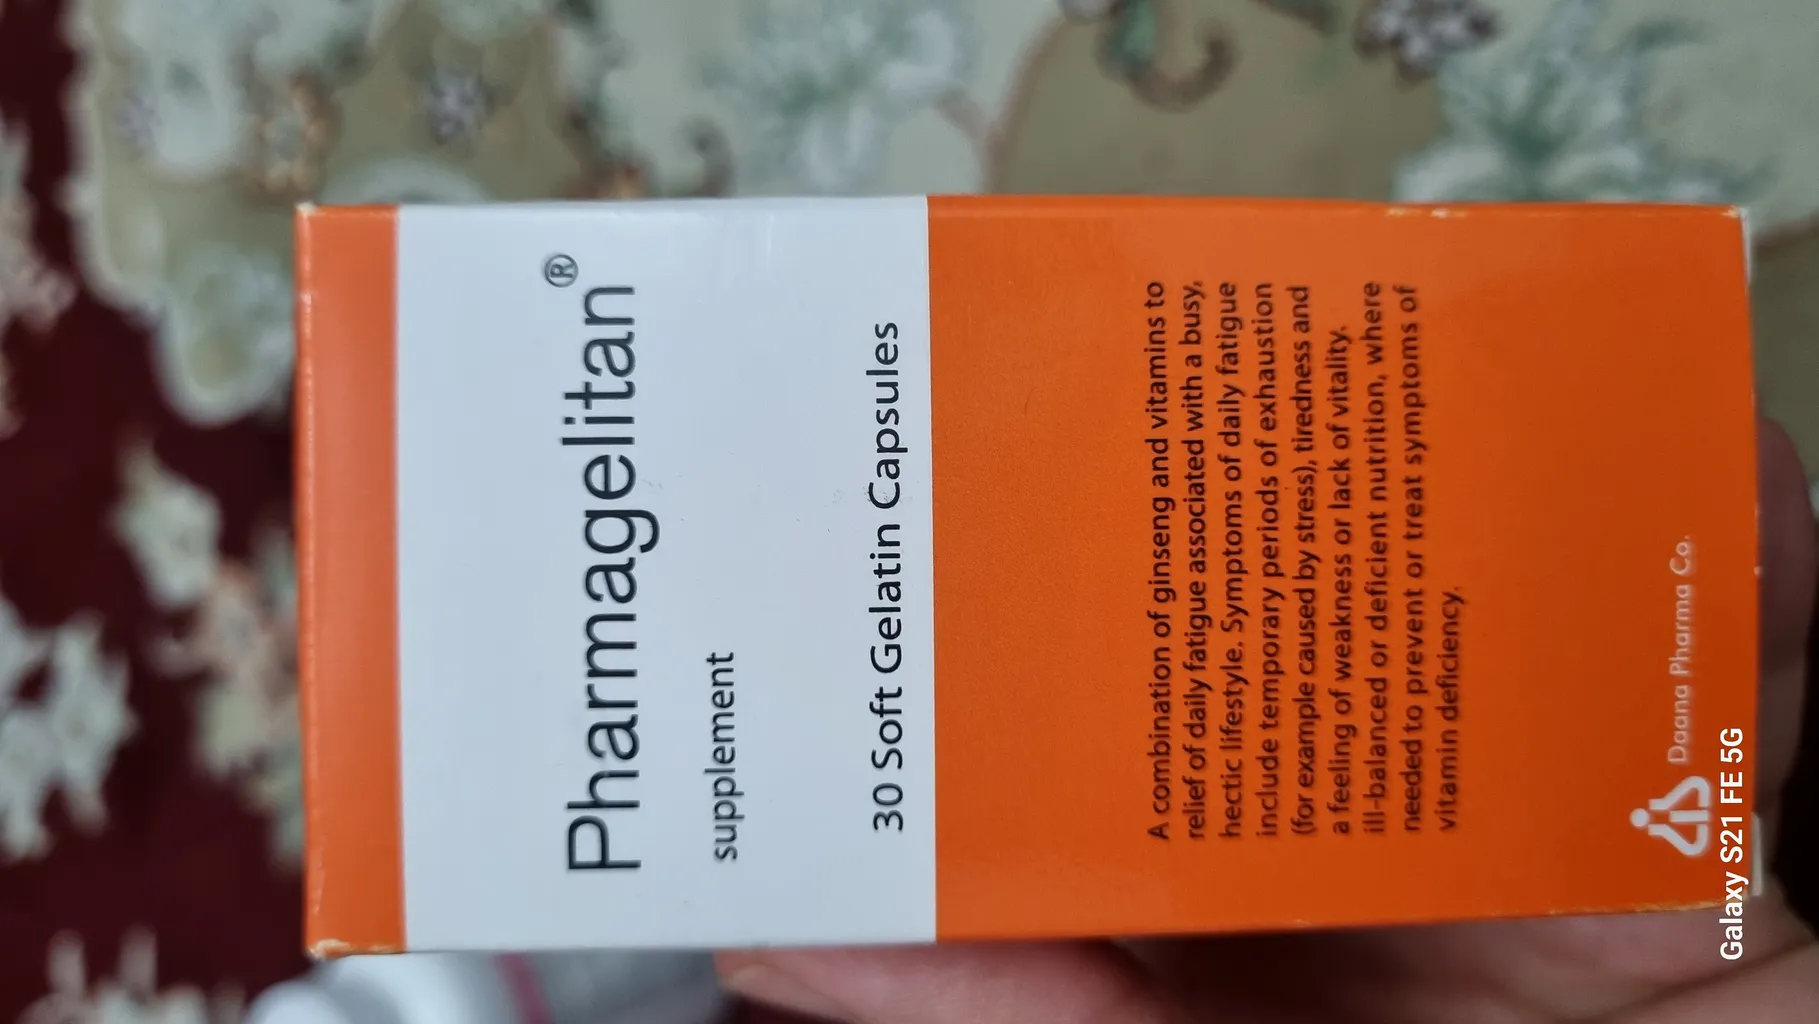 Pharmagelitan®
supplement
30 Soft Gelatin Capsules
A combination of ginseng and vitamins to
relief of daily fatigue associated with a busy,
hectic lifestyle. Symptoms of daily fatigue
include temporary periods of exhaustion
(for example caused by stress), tiredness and
a feeling of weakness or lack of vitality.
ill-balanced or deficient nutrition, where
needed to prevent or treat symptoms of
vitamin deficiency.
Daana Pharma Co.
Galaxy S21 FE 5G